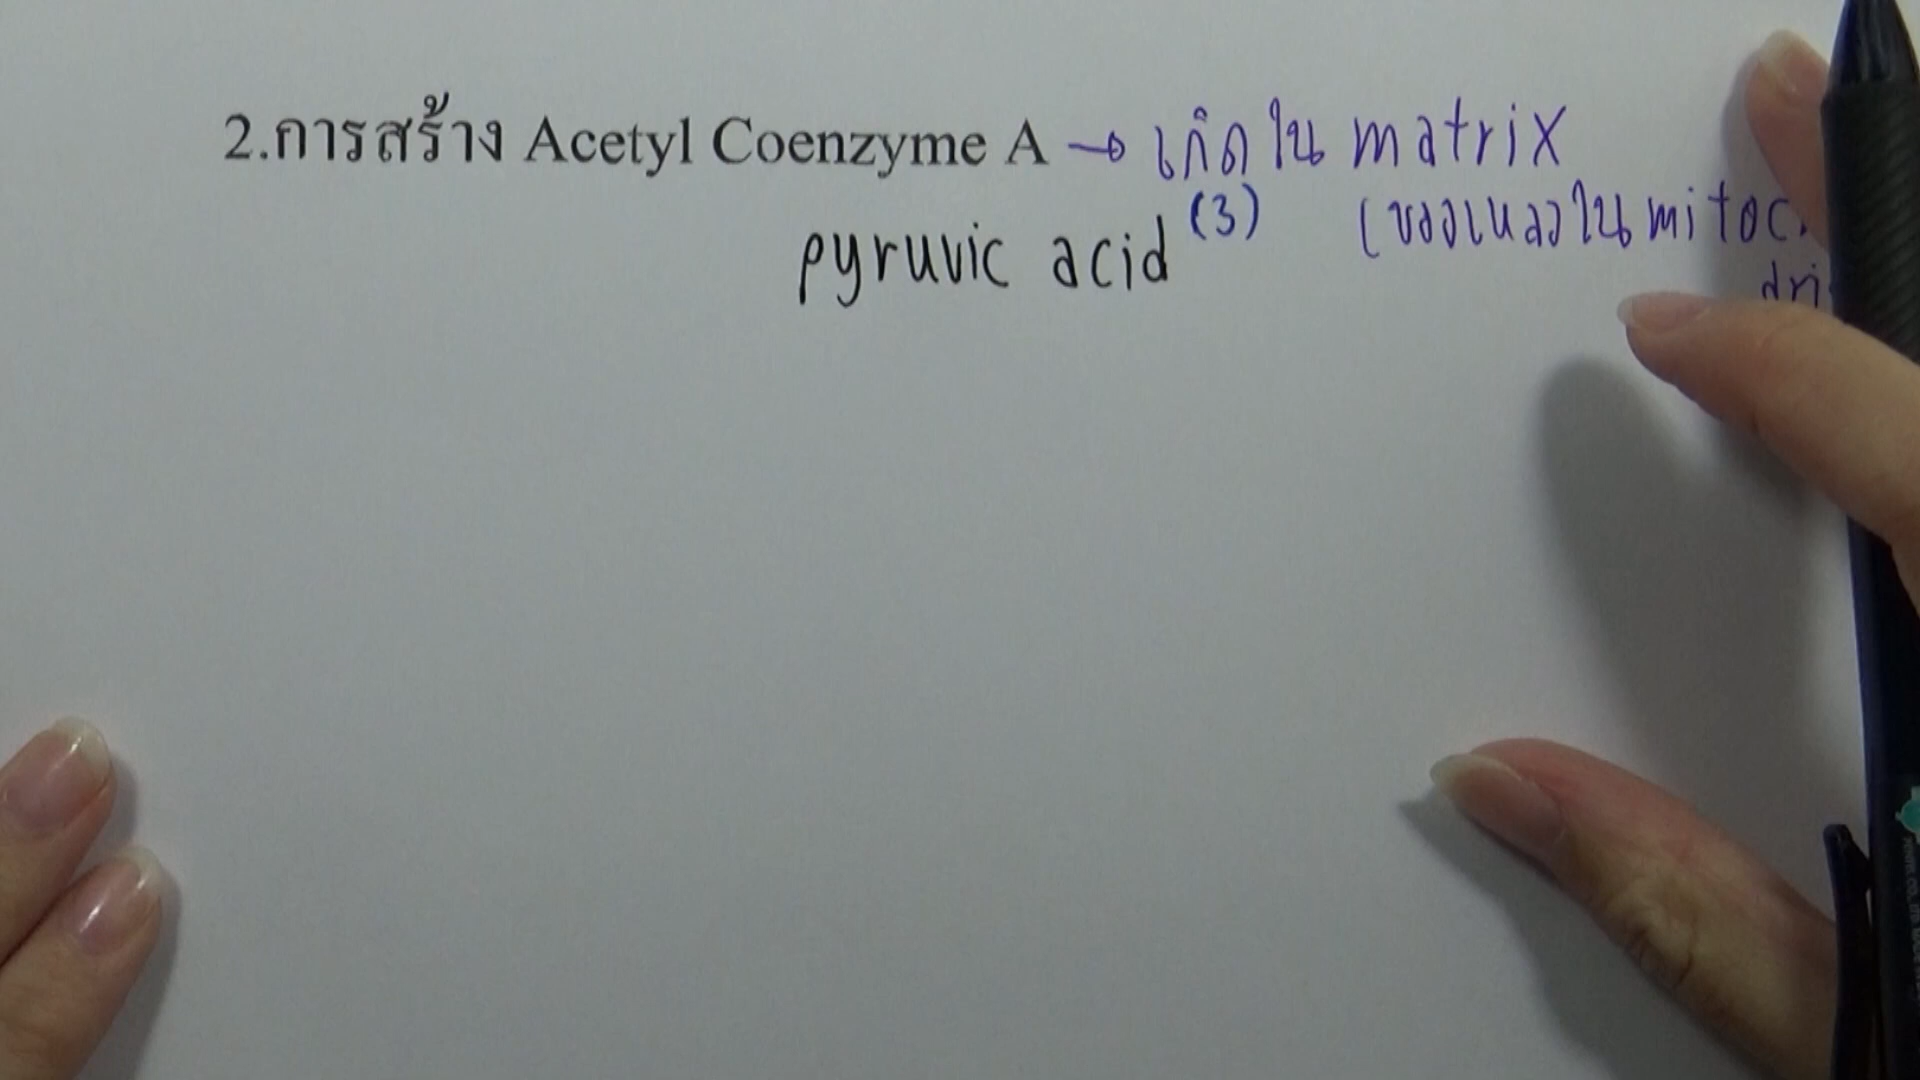 2.การสร้าง Acetyl Coenzyme A → เกิดใน matrix
pyruvic acid (3) (ของเหลวใน mitoc
dri